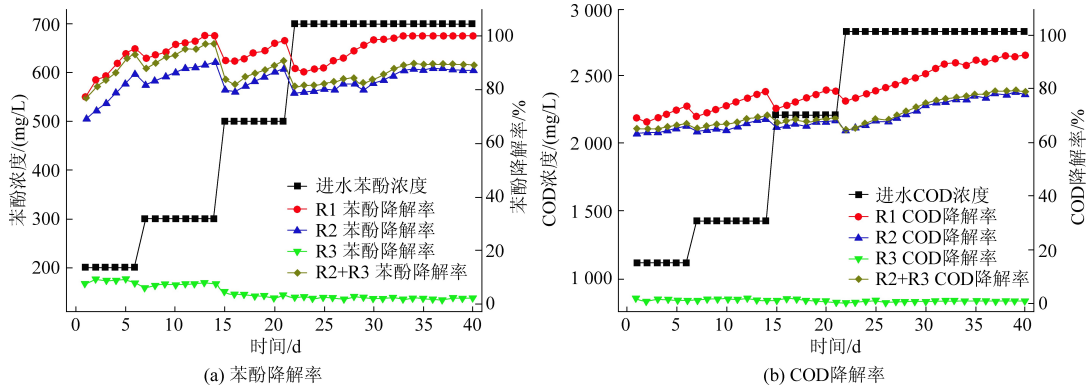 苯酚浓度/(mg/L)
700
600
500
400
300
200
进水苯酚浓度
R1 苯酚降解率
R2 苯酚降解率
R3 苯酚降解率
R2+R3 苯酚降解率
100
80
60
40
20
0
苯酚降解率/%
0 5 10 15 20 25 30 35 40
时间/d
(a) 苯酚降解率
COD浓度/(mg/L)
3 000
2 500
2 000
1 500
1 000
进水COD浓度
R1 COD降解率
R2 COD降解率
R3 COD降解率
R2+R3 COD降解率
100
80
60
40
20
0
COD降解率/%
0 5 10 15 20 25 30 35 40
时间/d
(b) COD降解率